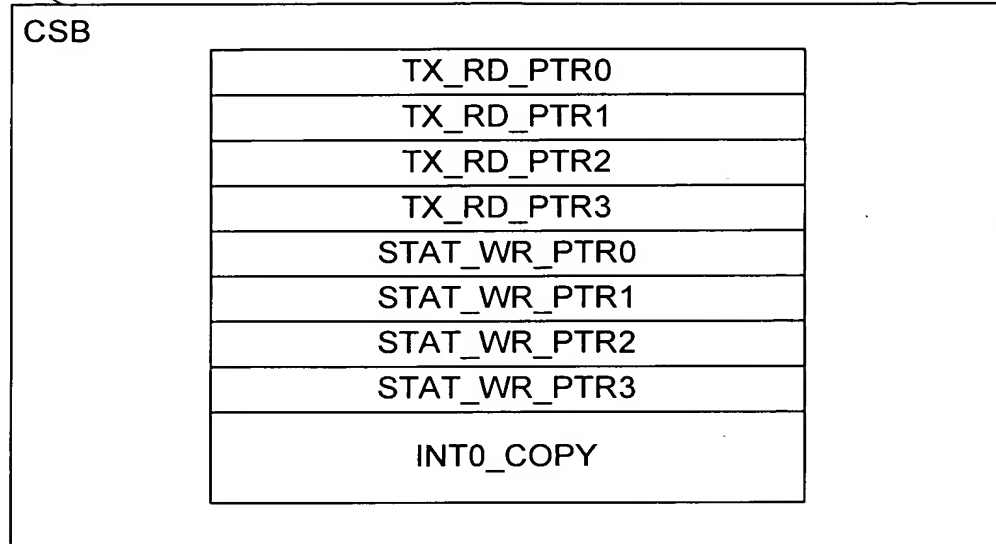 CSB
TX_RD_PTR0
TX_RD_PTR1
TX_RD_PTR2
TX_RD_PTR3
STAT_WR_PTR0
STAT_WR_PTR1
STAT_WR_PTR2
STAT_WR_PTR3
INT0_COPY